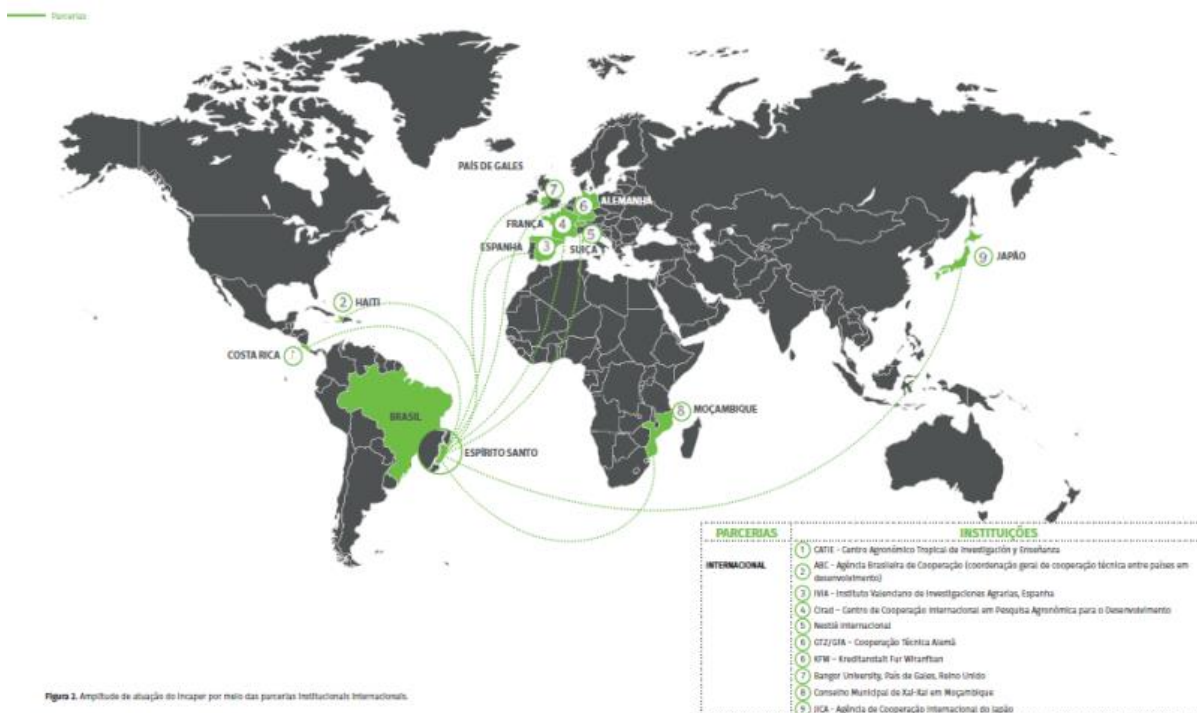 Parcerias
PAÍS DE GALES
7
6
ALEMANHA
FRANÇA
4
5
ESPANHA
3
SUIÇA
9
JAPÃO
2
HAITI
COSTA RICA
1
8
MOÇAMBIQUE
BRASIL
ESPÍRITO SANTO
PARCERIAS
INSTITUIÇÕES
INTERNACIONAL
1 CATIE - Centro Agronómico Tropical de Investigación y Enseñanza
2 ABC - Agência Brasileira de Cooperação (coordenação geral de cooperação técnica entre países em
desenvolvimento)
3 IVIA - Instituto Valenciano de Investigaciones Agrarias, Espanha
4 Cirad - Centro de Cooperação Internacional em Pesquisa Agronômica para o Desenvolvimento
5 Nestlé Internacional
6 GTZ/GFA - Cooperação Técnica Alemã
6 KFW - Kreditanstalt Fur
7 Bangor University, País de Gales, Reino Unido
8 Conselho Municipal de Xai-Xai em Moçambique
9 JICA - Agência de Cooperação Internacional do Japão
Figura 2. Amplitude de atuação do Incaper por meio das parcerias institucionais internacionais.